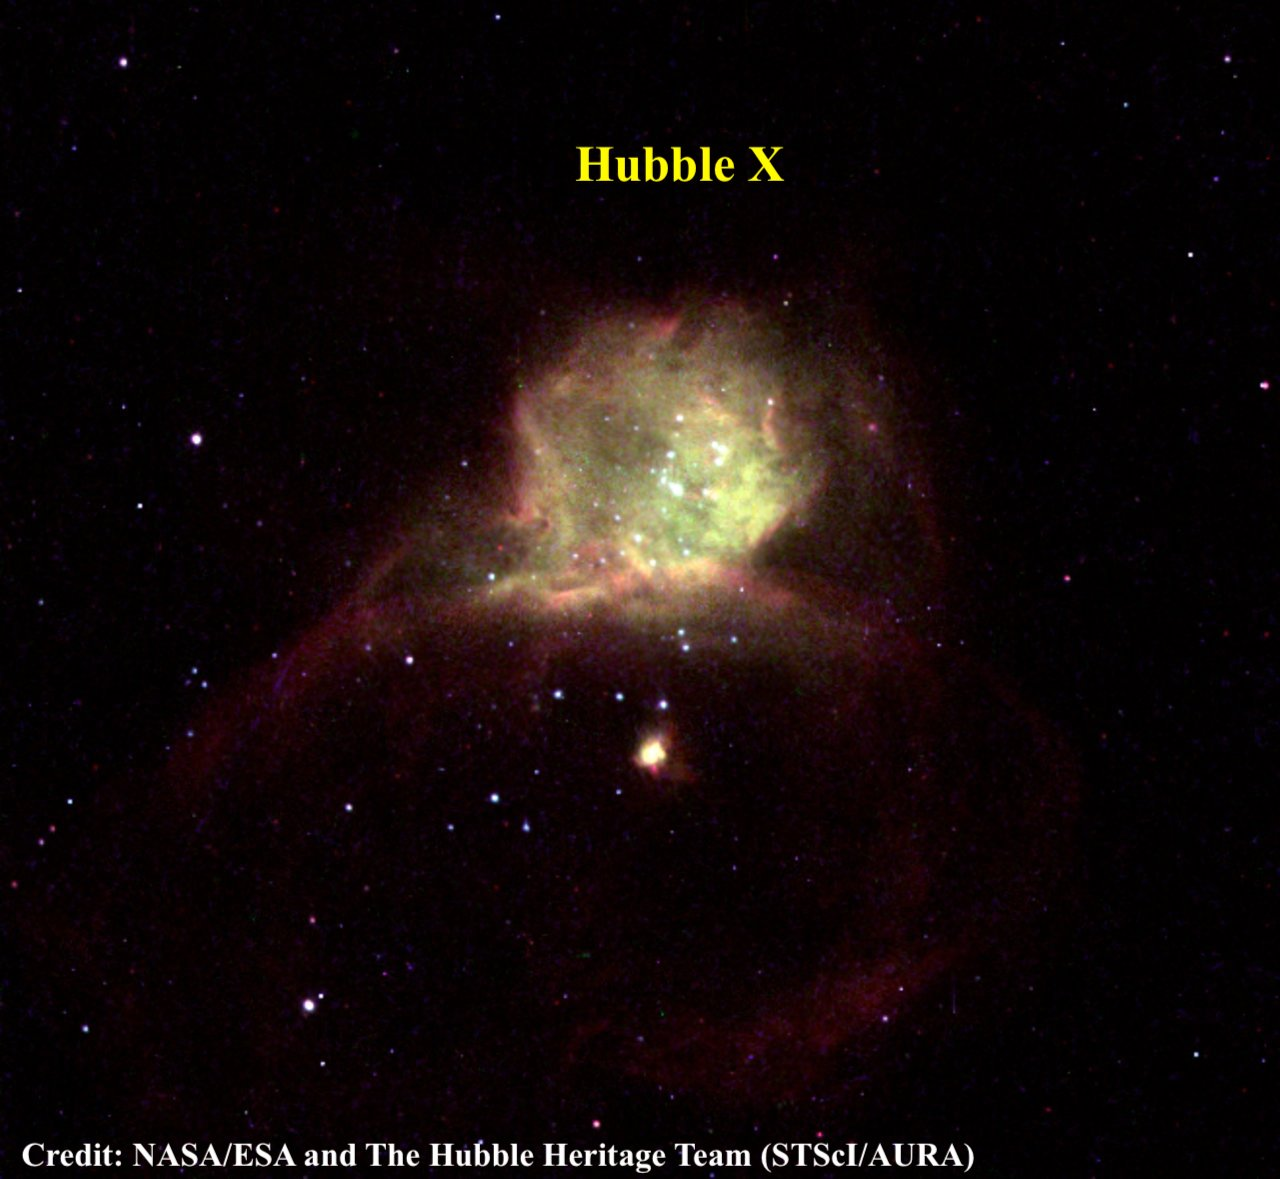 Hubble X
Credit: NASA/ESA and The Hubble Heritage Team (STScI/AURA)